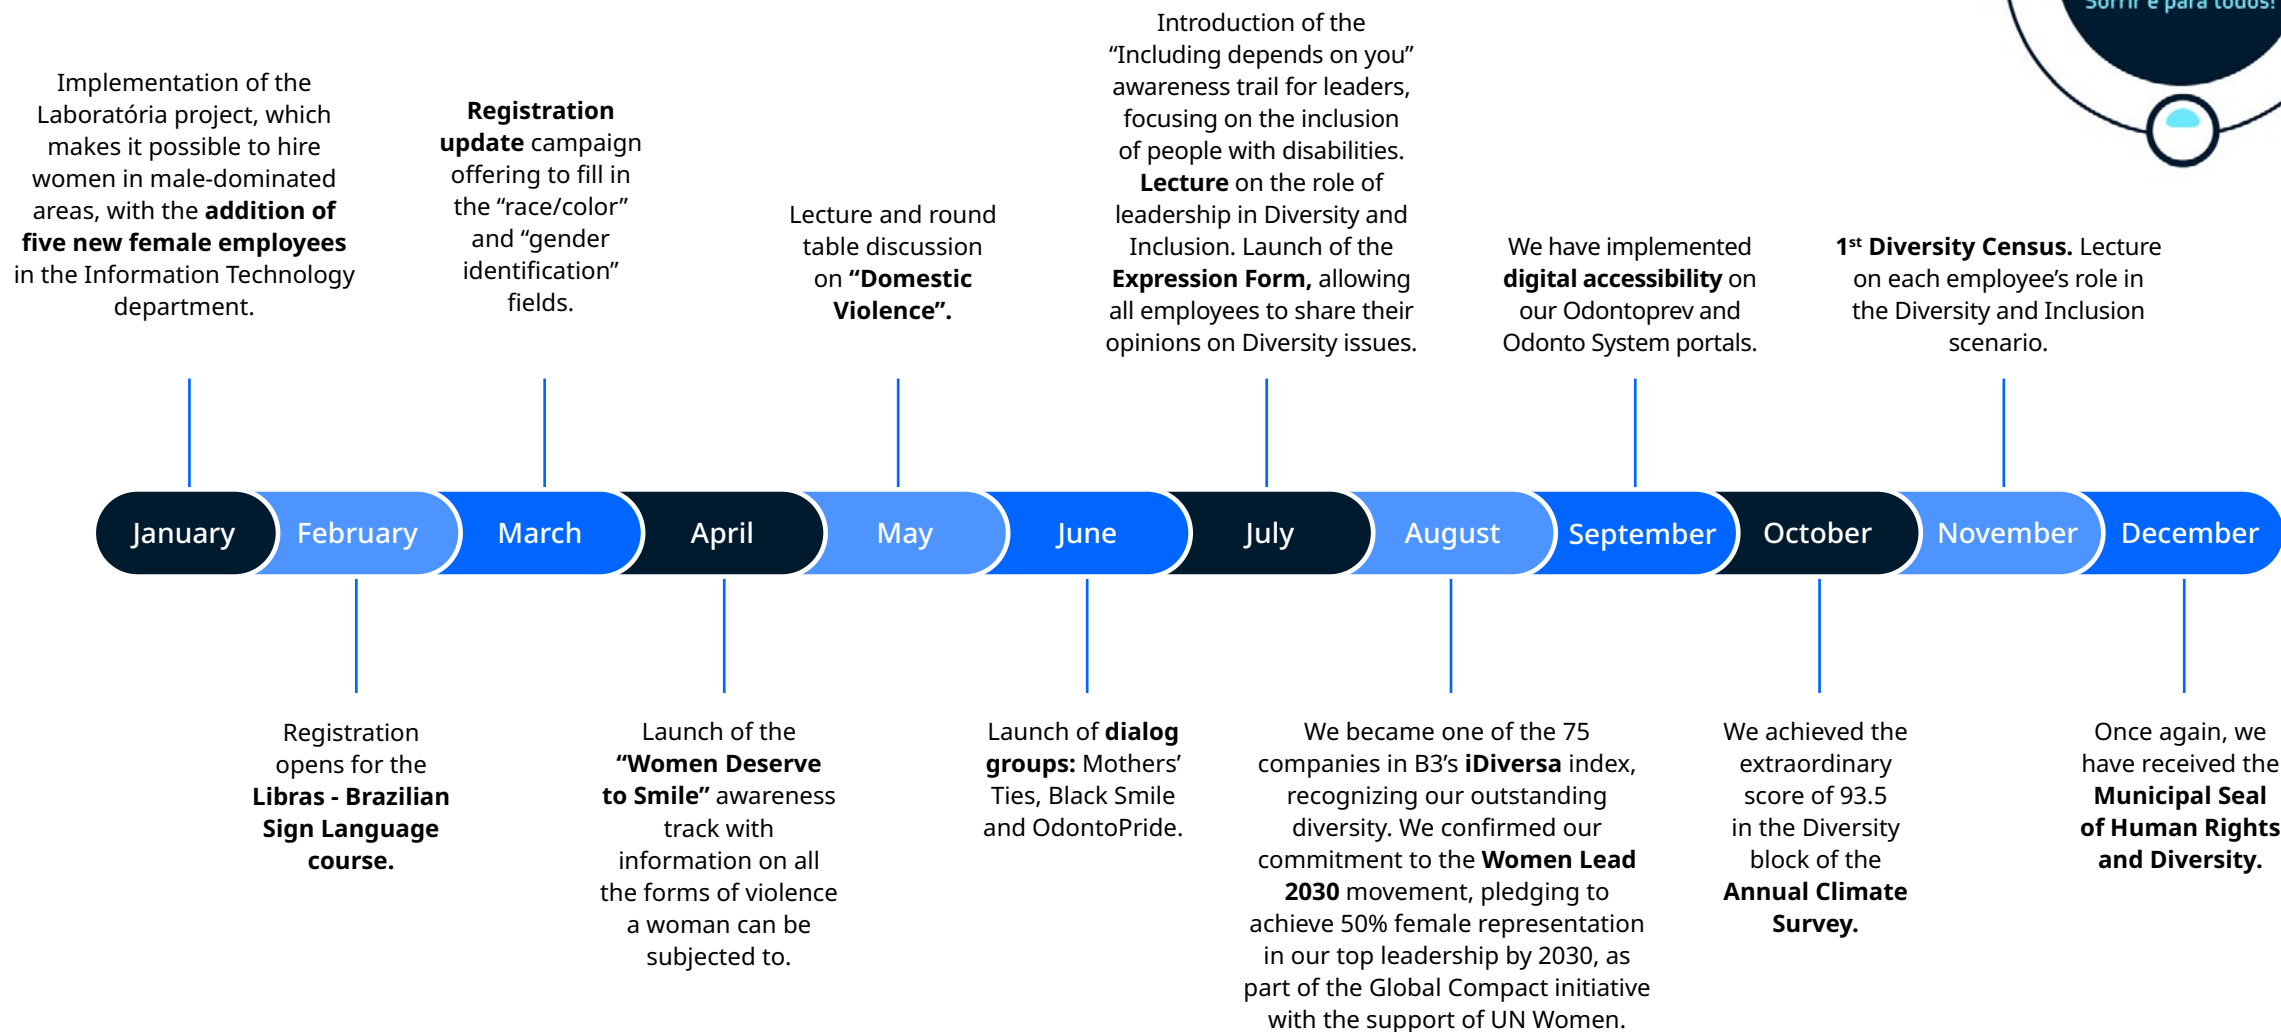 Sorrir é para todos!
Implementation of the
Laboratória project, which
makes it possible to hire
women in male-dominated
areas, with the addition of
five new female employees
in the Information Technology
department.
Registration
update campaign
offering to fill in
the “race/color”
and “gender
identification”
fields.
Lecture and round
table discussion
on “Domestic
Violence”.
Introduction of the
“Including depends on you”
awareness trail for leaders,
focusing on the inclusion
of people with disabilities.
Lecture on the role of
leadership in Diversity and
Inclusion. Launch of the
Expression Form, allowing
all employees to share their
opinions on Diversity issues.
We have implemented
digital accessibility on
our Odontoprev and
Odonto System portals.
1st Diversity Census. Lecture
on each employee’s role in
the Diversity and Inclusion
scenario.
January
February
March
April
May
June
July
August
September
October
November
December
Registration
opens for the
Libras - Brazilian
Sign Language
course.
Launch of the
“Women Deserve
to Smile” awareness
track with
information on all
the forms of violence
a woman can be
subjected to.
Launch of dialog
groups: Mothers’
Ties, Black Smile
and OdontoPride.
We became one of the 75
companies in B3’s iDiversa index,
recognizing our outstanding
diversity. We confirmed our
commitment to the Women Lead
2030 movement, pledging to
achieve 50% female representation
in our top leadership by 2030, as
part of the Global Compact initiative
with the support of UN Women.
We achieved the
extraordinary
score of 93.5
in the Diversity
block of the
Annual Climate
Survey.
Once again, we
have received the
Municipal Seal
of Human Rights
and Diversity.